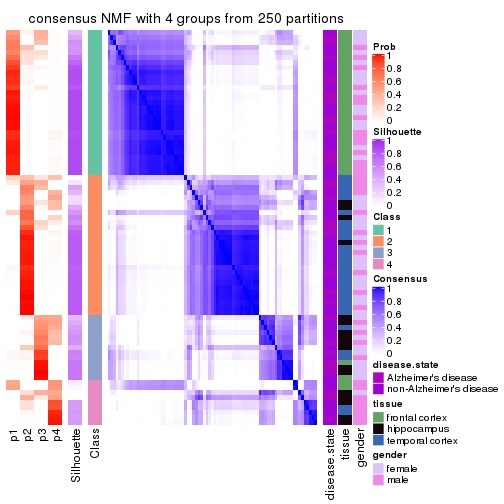 consensus NMF with 4 groups from 250 partitions
Prob
1
0.8
0.6
0.4
0.2
0
Silhouette
1
0.8
0.6
0.4
0.2
0
Class
1
2
3
4
Consensus
1
0.8
0.6
0.4
0.2
0
disease.state
Alzheimer's disease
non-Alzheimer's disease
tissue
frontal cortex
hippocampus
temporal cortex
gender
female
male
p1
p2
p3
p4
Silhouette
Class
disease.state
tissue
gender